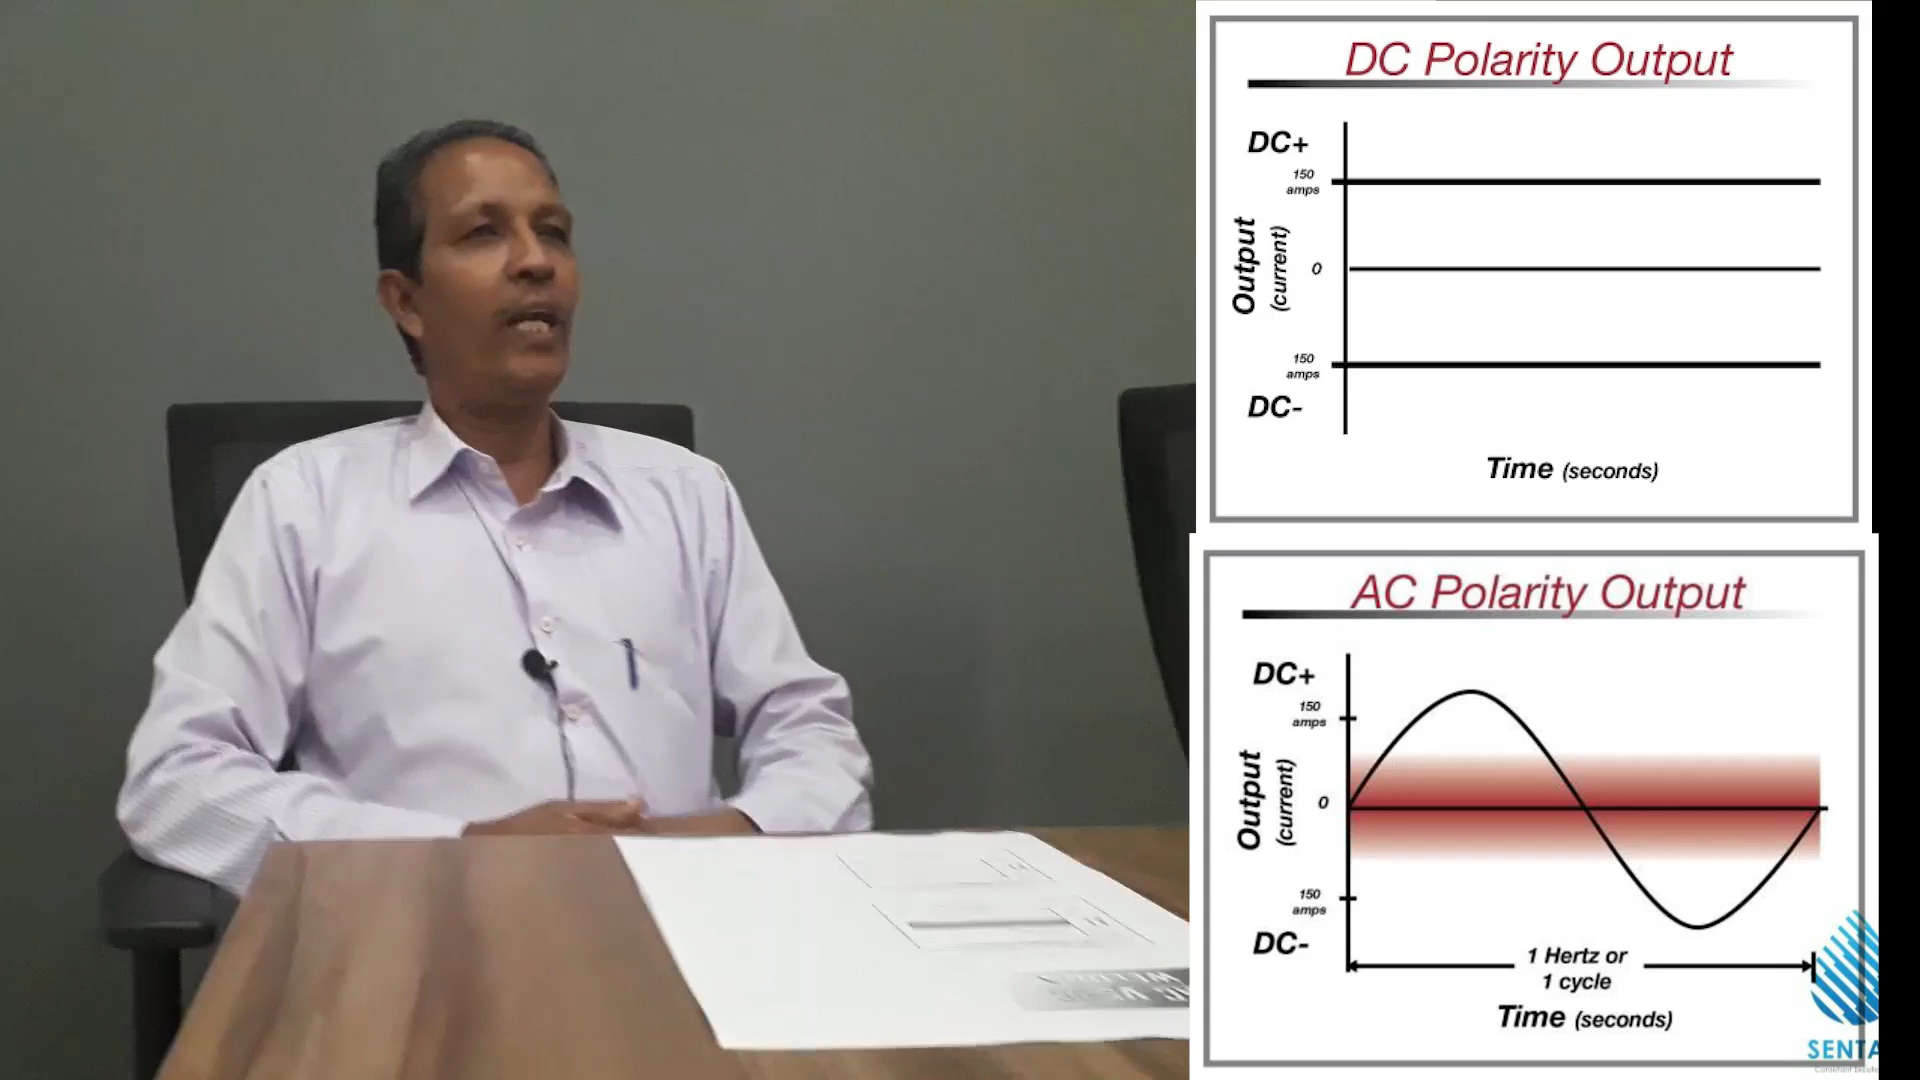 DC Polarity Output
DC+
150
amps
Output
(current)
0
150
amps
DC-
Time (seconds)
AC Polarity Output
DC+
150
amps
Output
(current)
0
150
amps
DC-
1 Hertz or
1 cycle
Time (seconds)
SENTA